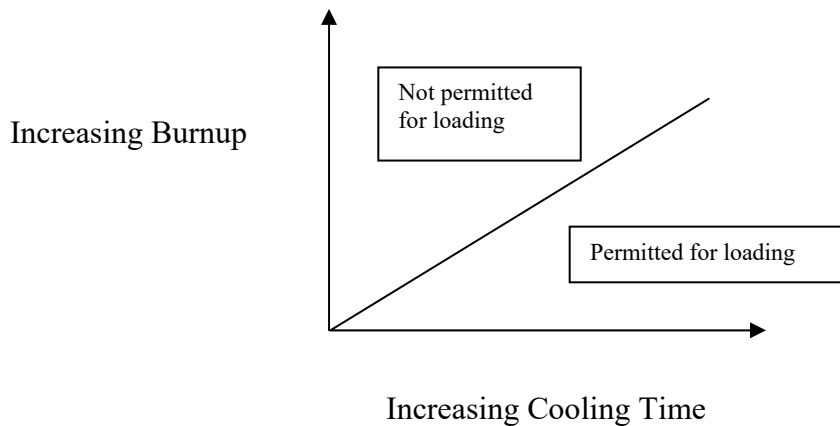 Not permitted
for loading
Increasing Burnup
Permitted for loading
Increasing Cooling Time